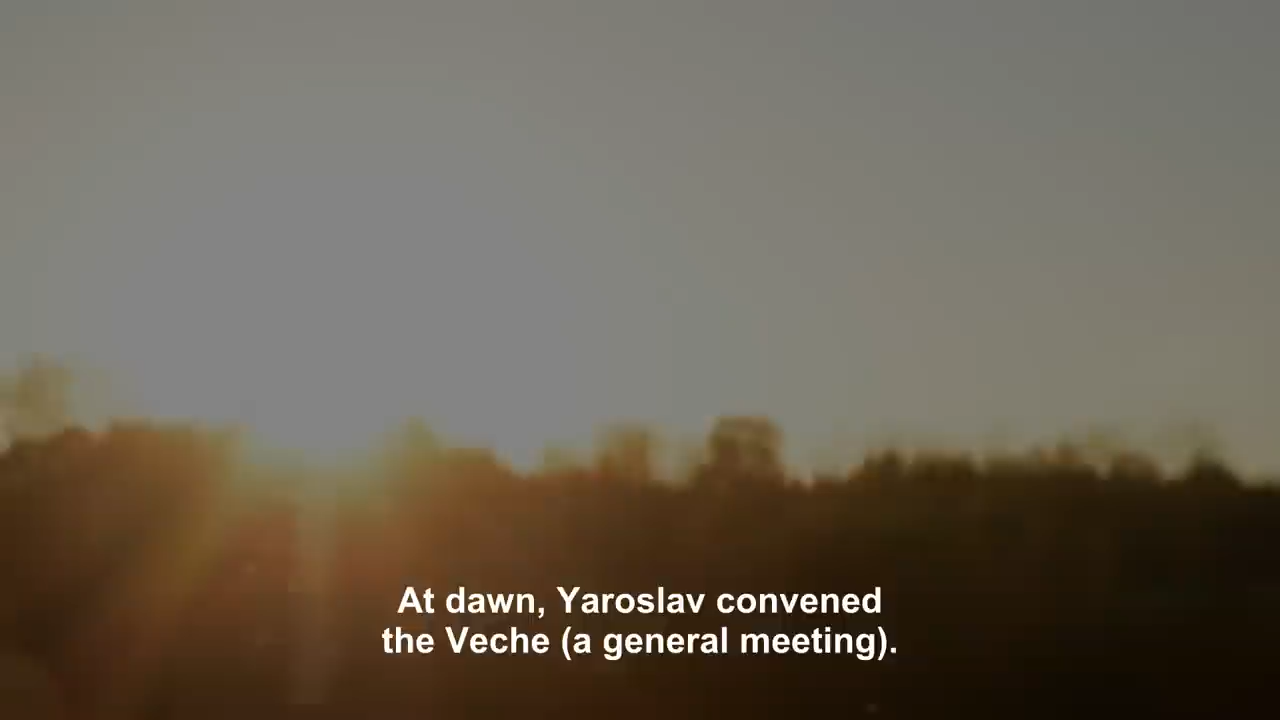 At dawn, Yaroslav convened
the Veche (a general meeting).